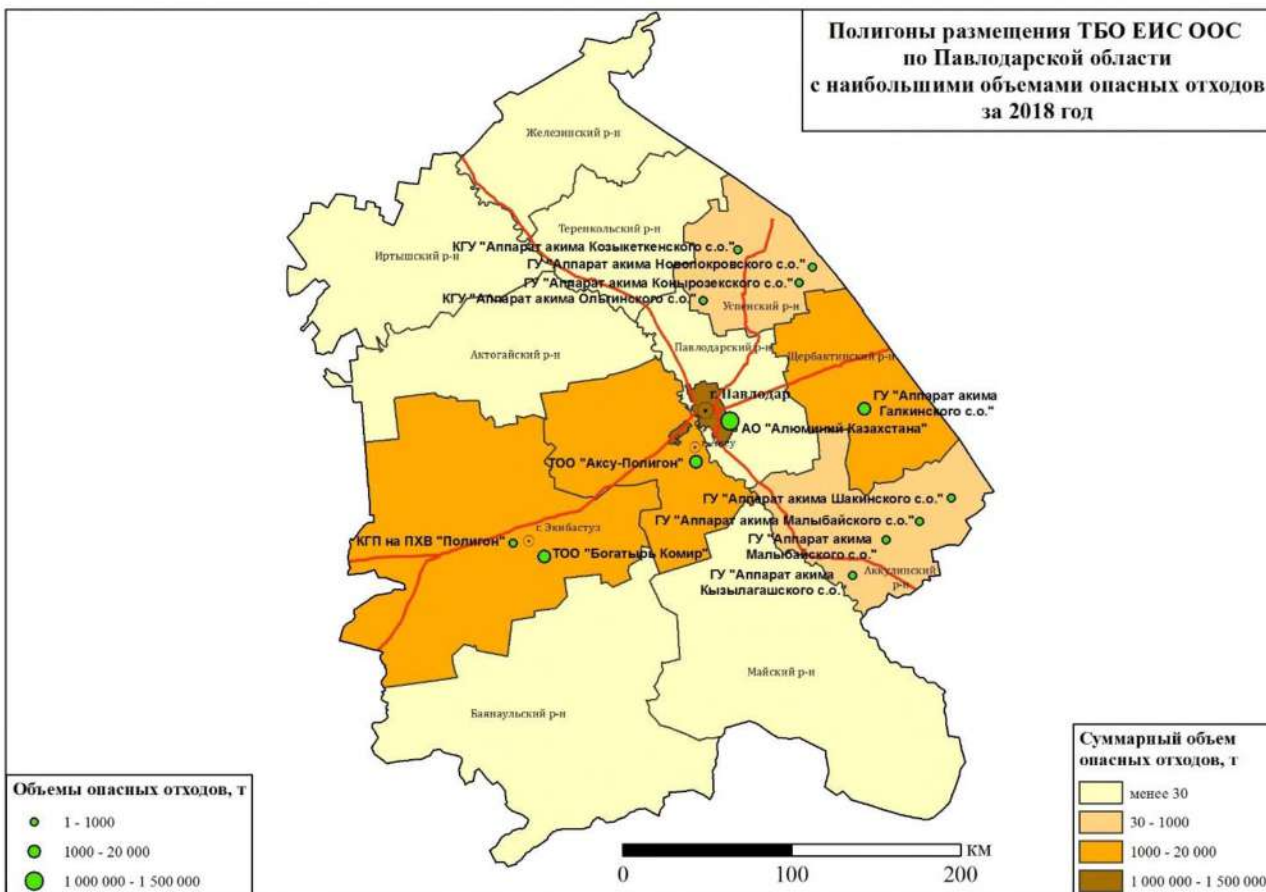 Полигоны размещения ТБО ЕИС ООС
по Павлодарской области
с наибольшими объемами опасных отходов
за 2018 год
Железинский р-н
Теренкольский р-н
КГУ "Аппарат акима Козыкеткенского с.о."
Иртышский р-н
ГУ "Аппарат акима Новопокровского с.о."
ГУ "Аппарат акима Конырозекского с.о."
КГУ "Аппарат акима Ольгинского с.о."
Успенский р-н
Актогайский р-н
Павлодарский р-н
Щербактинский р-н
г. Павлодар
ГУ "Аппарат акима
Галкинского с.о."
АО "Алюминий Казахстана"
ТОО "Аксу-Полигон"
ГУ "Аппарат акима Шакинского с.о."
ГУ "Аппарат акима Малыбайского с.о."
г. Экибастуз
КГП на ПХВ "Полигон"
ТОО "Богатырь Комир"
ГУ "Аппарат акима
Малыбайского с.о."
ГУ "Аппарат акима
Кызылагашского с.о."
Аккулинский
р-н
Майский р-н
Баянаульский р-н
Объемы опасных отходов, т
1 - 1000
1000 - 20 000
1 000 000 - 1 500 000
КМ
0 100 200
Суммарный объем
опасных отходов, т
менее 30
30 - 1000
1000 - 20 000
1 000 000 - 1 500 000